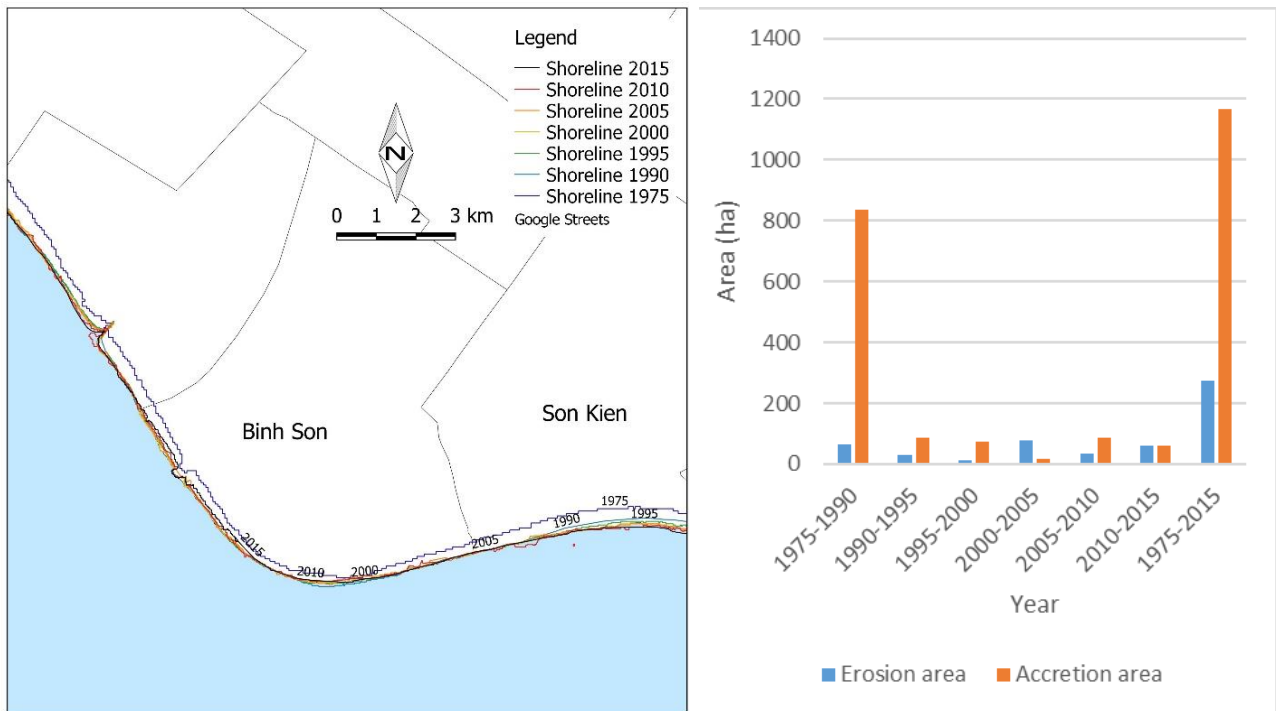 Legend
Shoreline 2015
Shoreline 2010
Shoreline 2005
Shoreline 2000
Shoreline 1995
Shoreline 1990
Shoreline 1975
Google Streets
N
0 1 2 3 km
Binh Son
Son Kien
1975
1990
1995
2005
2015
2010
2000
1400
1200
1000
800
600
400
200
0
Area (ha)
1975-1990
1990-1995
1995-2000
2000-2005
2005-2010
2010-2015
1975-2015
Year
Erosion area
Accretion area